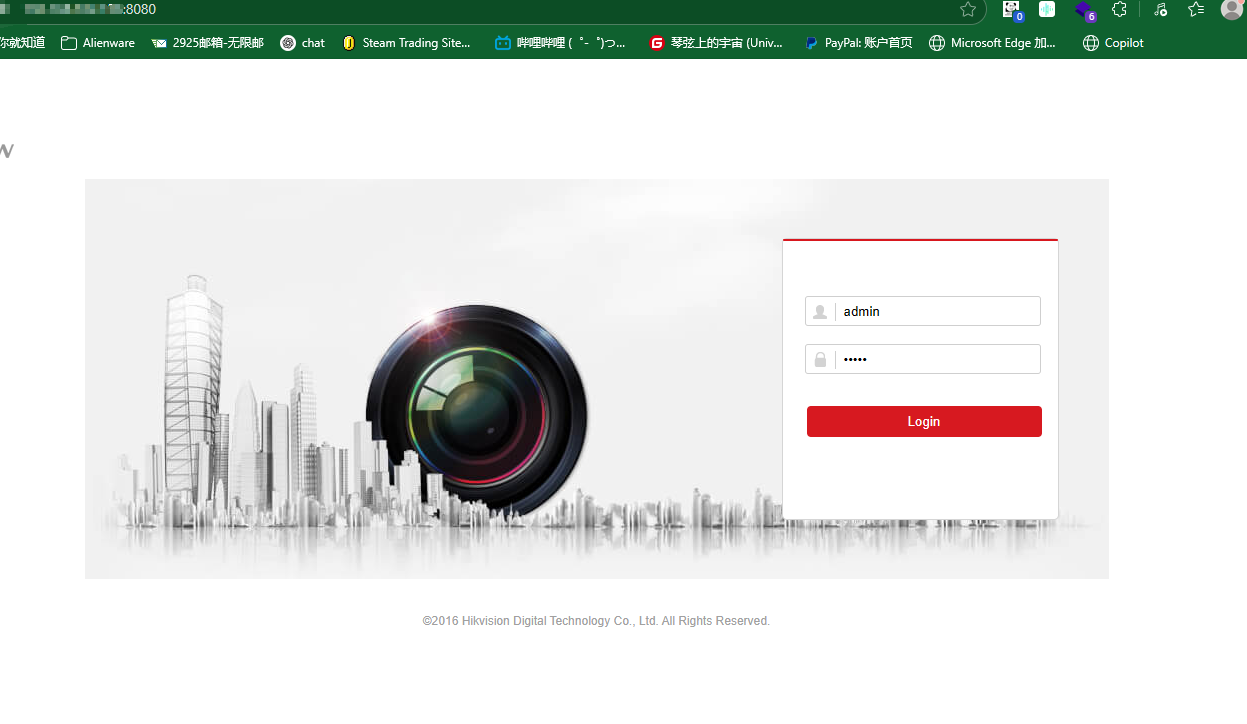 :8080
你就知道 Alienware 2925邮箱-无限邮 chat Steam Trading Site... 哔哩哔哩 (゜-゜)つ... 琴弦上的宇宙 (Univ... PayPal: 账户首页 Microsoft Edge 加... Copilot
0
6
w
admin
•••••
Login
©2016 Hikvision Digital Technology Co., Ltd. All Rights Reserved.